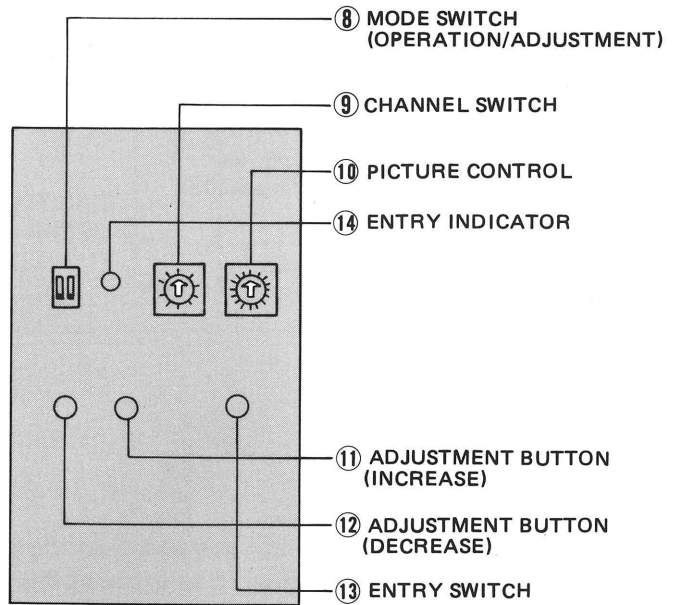 ⑧ MODE SWITCH
(OPERATION/ADJUSTMENT)
⑨ CHANNEL SWITCH
⑩ PICTURE CONTROL
⑭ ENTRY INDICATOR
⑪ ADJUSTMENT BUTTON
(INCREASE)
⑫ ADJUSTMENT BUTTON
(DECREASE)
⑬ ENTRY SWITCH